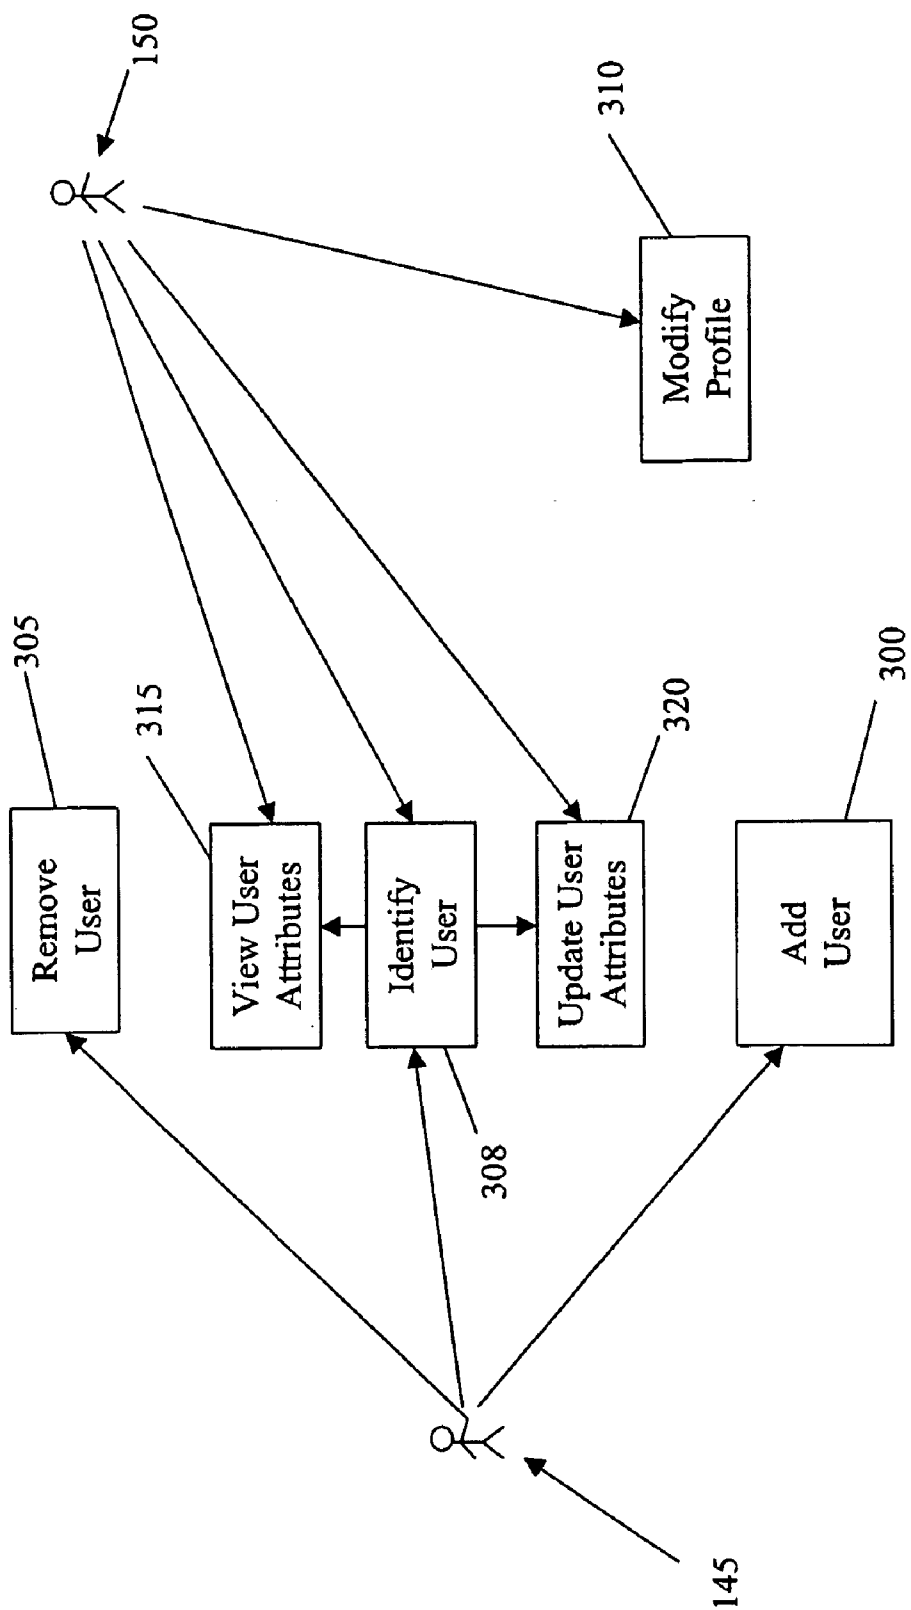 150
310
Modify
Profile
305
Remove
User
315
View User
Attributes
Identify
User
308
Update User
Attributes
320
Add
User
300
145